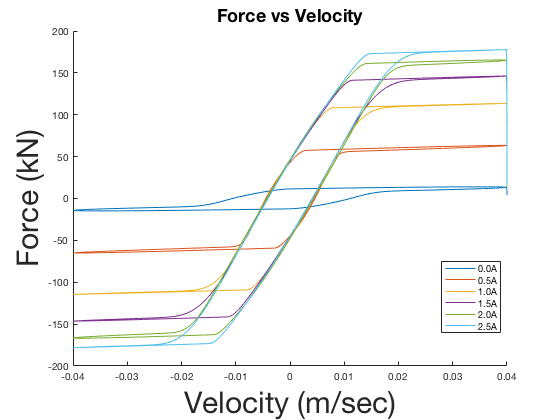 Force vs Velocity
200
150
100
50
0
-50
-100
-150
-200
Force (kN)
0.0A
0.5A
1.0A
1.5A
2.0A
2.5A
-0.04 -0.03 -0.02 -0.01 0 0.01 0.02 0.03 0.04
Velocity (m/sec)